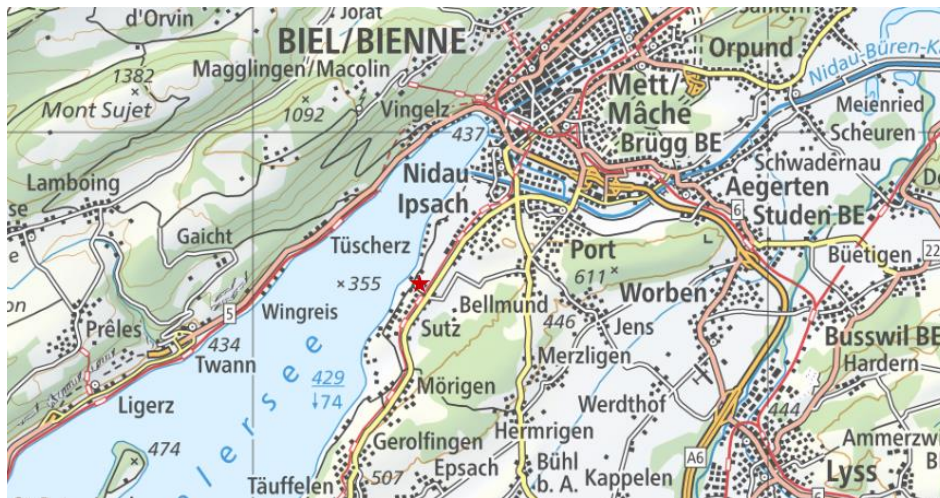 d'Orvin
Jorat
BIEL/BIENNE
Magglingen/Macolin
Orpund
1382
Mont Sujet
1092
Vingelz
437
Mett/
Mâche
Brügg BE
Nidau-Büren-K
Meienried
Scheuren
Schwadernau
Lamboing
Nidau
Ipsach
Aegerten
Studen BE
6
se
e
Gaicht
Tüscherz
Port
611
Büetigen
22
355
Wingreis
Bellmund
Worben
on
5
Prêles
434
Twann
Sutz
446
Jens
Busswil BE
Merzligen
Hardern
Ligerz
429
74
Mörigen
Werdthof
444
474
Gerolfingen
Hermrigen
Ammerzw
Epsach
Bühl
b. A.
Kappelen
A6
Lyss
Täuffelen
507
elersee